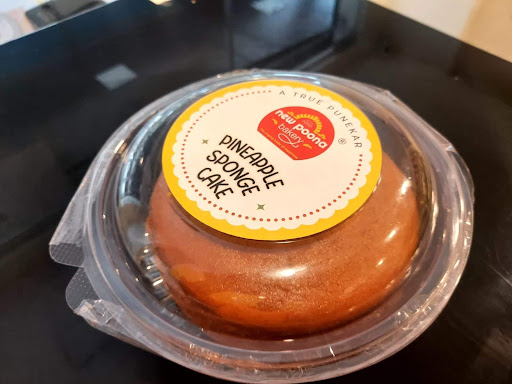 A TRUE PUNEKAR
new poona
bakery
®
PINEAPPLE
SPONGE
CAKE